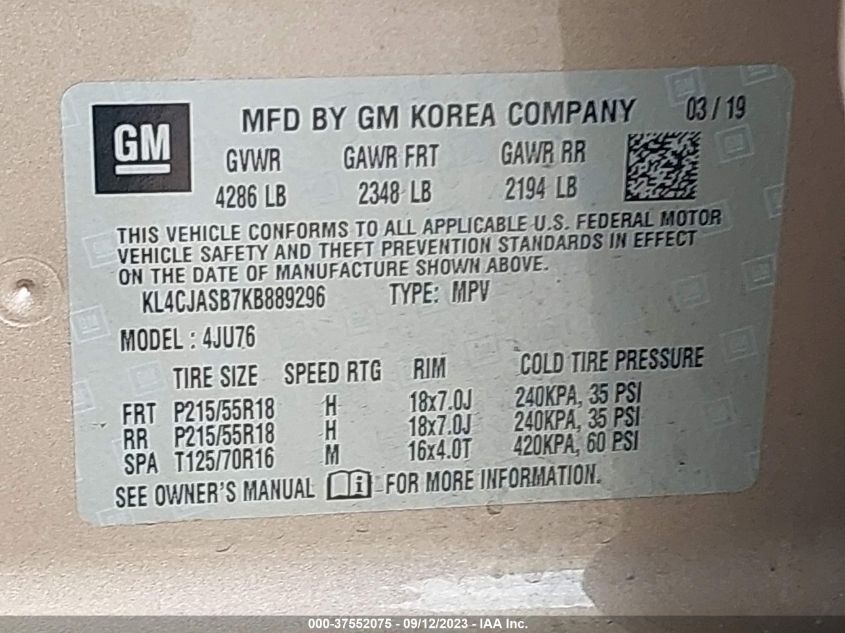 GM
MFD BY GM KOREA COMPANY 03/19
GVWR GAWR FRT GAWR RR
4286 LB 2348 LB 2194 LB
THIS VEHICLE CONFORMS TO ALL APPLICABLE U.S. FEDERAL MOTOR
VEHICLE SAFETY AND THEFT PREVENTION STANDARDS IN EFFECT
ON THE DATE OF MANUFACTURE SHOWN ABOVE.
KL4CJASB7KB889296 TYPE: MPV
MODEL: 4JU76
TIRE SIZE SPEED RTG RIM COLD TIRE PRESSURE
FRT P215/55R18 H 18x7.0J 240KPA, 35 PSI
RR P215/55R18 H 18x7.0J 240KPA, 35 PSI
SPA T125/70R16 M 16x4.0T 420KPA, 60 PSI
SEE OWNER'S MANUAL i FOR MORE INFORMATION.
000-37552075 - 09/12/2023 - IAA Inc.